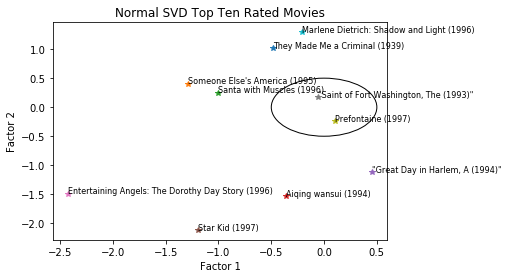 Normal SVD Top Ten Rated Movies
Marlene Dietrich: Shadow and Light (1996)
They Made Me a Criminal (1939)
Someone Else's America (1995)
Santa with Muscles (1996)
Saint of Fort Washington, The (1993)"
Prefontaine (1997)
"Great Day in Harlem, A (1994)"
Entertaining Angels: The Dorothy Day Story (1996)
Aiqing wansui (1994)
Star Kid (1997)
1.0
0.5
0.0
−0.5
−1.0
−1.5
−2.0
Factor 2
−2.5 −2.0 −1.5 −1.0 −0.5 0.0 0.5
Factor 1